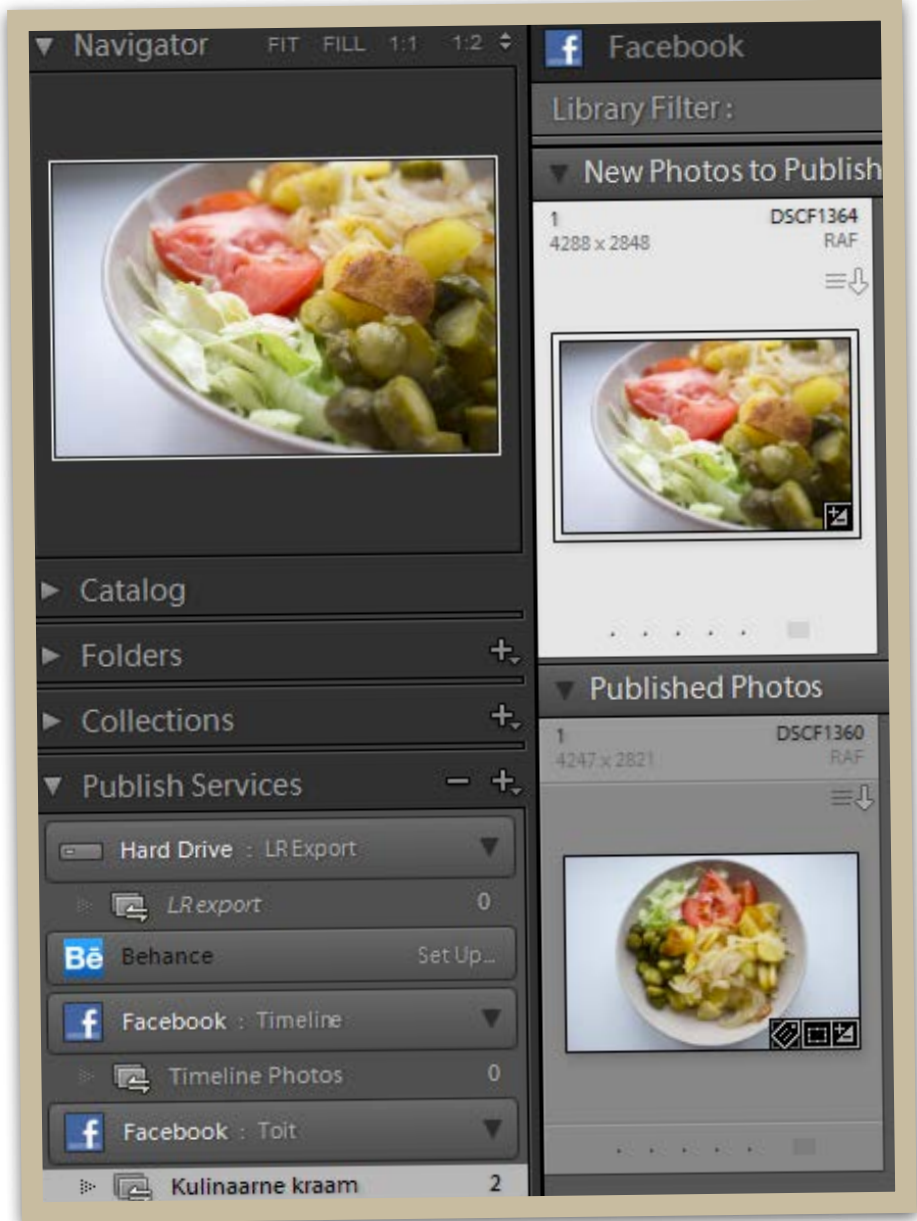 Navigator FIT FILL 1:1 1:2
Catalog
Folders
Collections
Publish Services
Hard Drive : LR Export
LR export 0
Bē Behance Set Up...
f Facebook : Timeline
Timeline Photos 0
f Facebook : Toit
Kulinaarne kraam 2
f Facebook
Library Filter :
New Photos to Publish
1 DSCF1364
4288 x 2848 RAF
Published Photos
1 DSCF1360
4247 x 2821 RAF